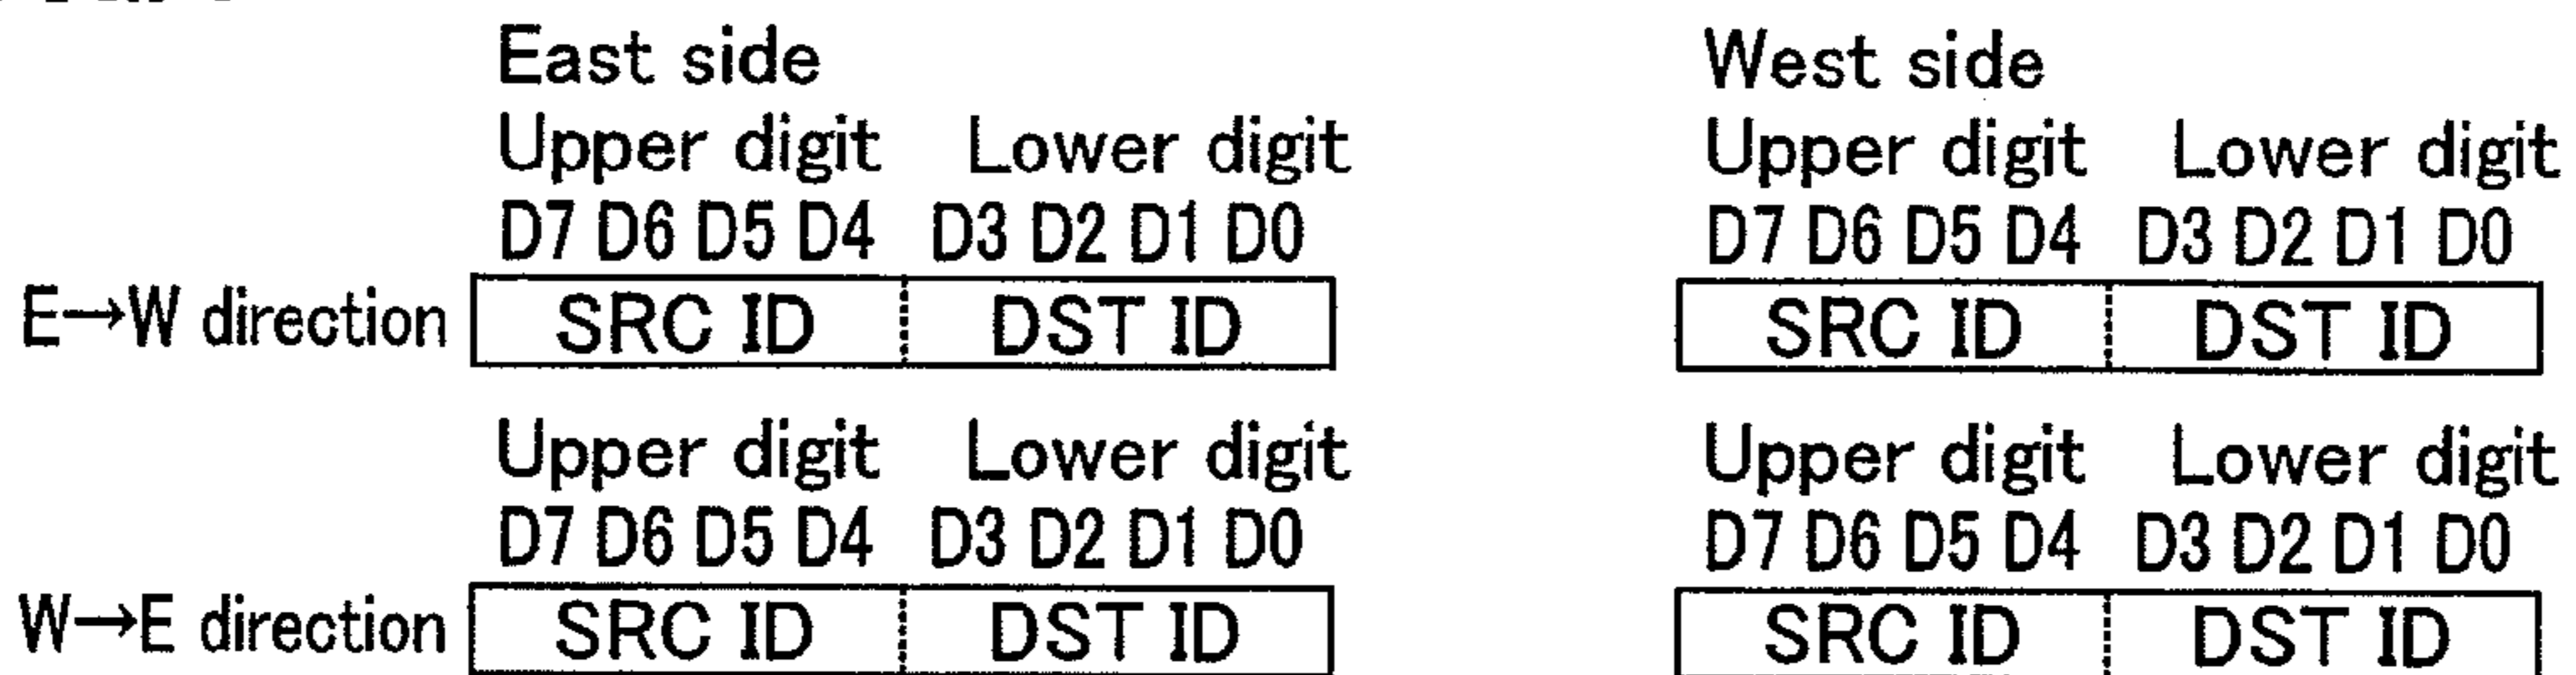 East side West side
Upper digit Lower digit Upper digit Lower digit
D7 D6 D5 D4 D3 D2 D1 D0 D7 D6 D5 D4 D3 D2 D1 D0
E→W direction SRC ID DST ID SRC ID DST ID
Upper digit Lower digit Upper digit Lower digit
D7 D6 D5 D4 D3 D2 D1 D0 D7 D6 D5 D4 D3 D2 D1 D0
W→E direction SRC ID DST ID SRC ID DST ID